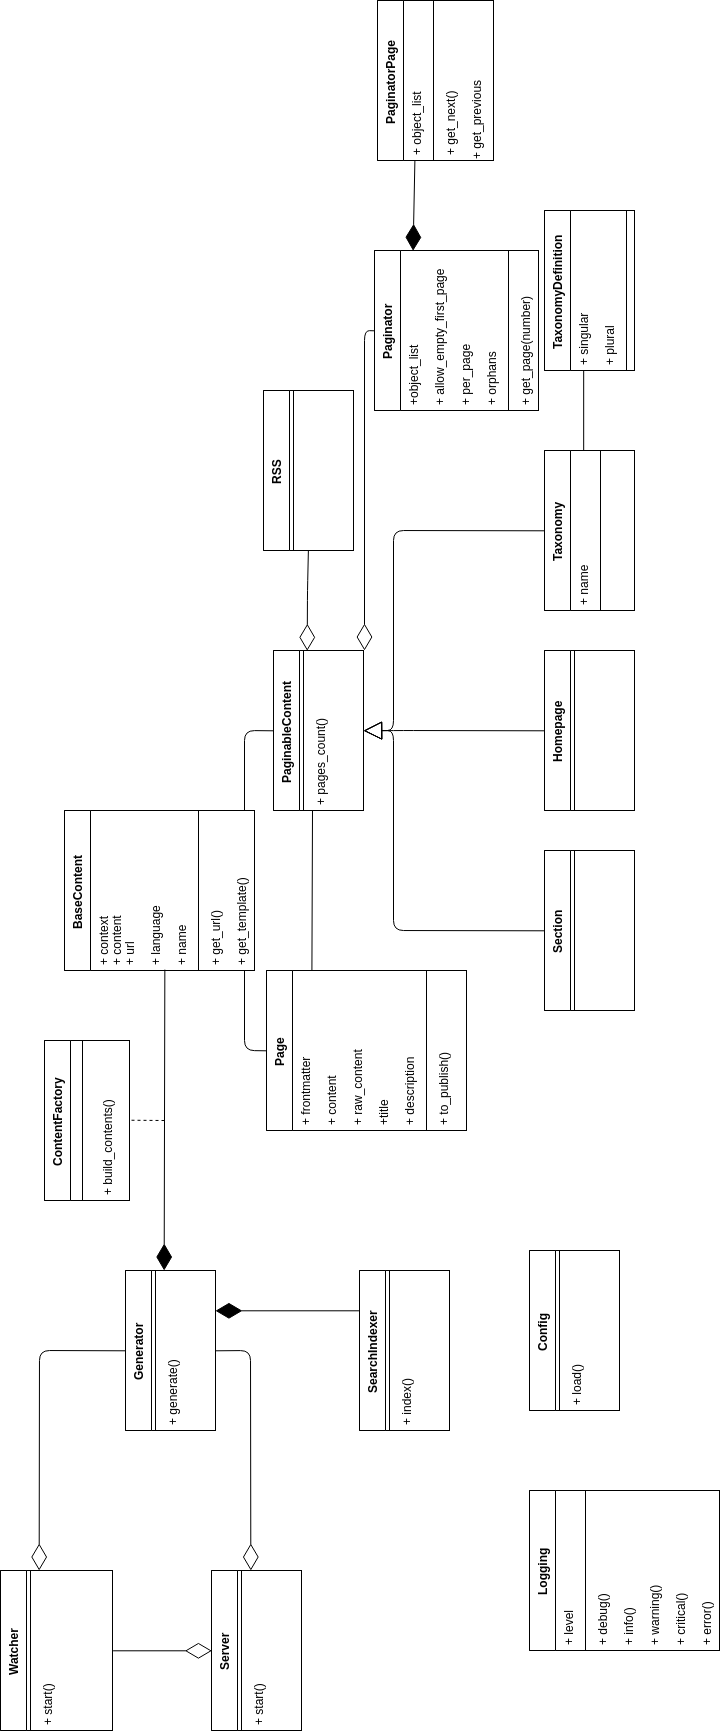 Watcher
+ start()
Server
+ start()
Generator
+ generate()
SearchIndexer
+ index()
Logging
+ level
+ debug()
+ info()
+ warning()
+ critical()
+ error()
Config
+ load()
ContentFactory
+ build_contents()
BaseContent
+ context
+ content
+ url
+ language
+ name
+ get_url()
+ get_template()
Page
+ frontmatter
+ content
+ raw_content
+title
+ description
+ to_publish()
PaginableContent
+ pages_count()
Section
Homepage
Taxonomy
+ name
RSS
Paginator
+object_list
+ allow_empty_first_page
+ per_page
+ orphans
+ get_page(number)
TaxonomyDefinition
+ singular
+ plural
PaginatorPage
+ object_list
+ get_next()
+ get_previous